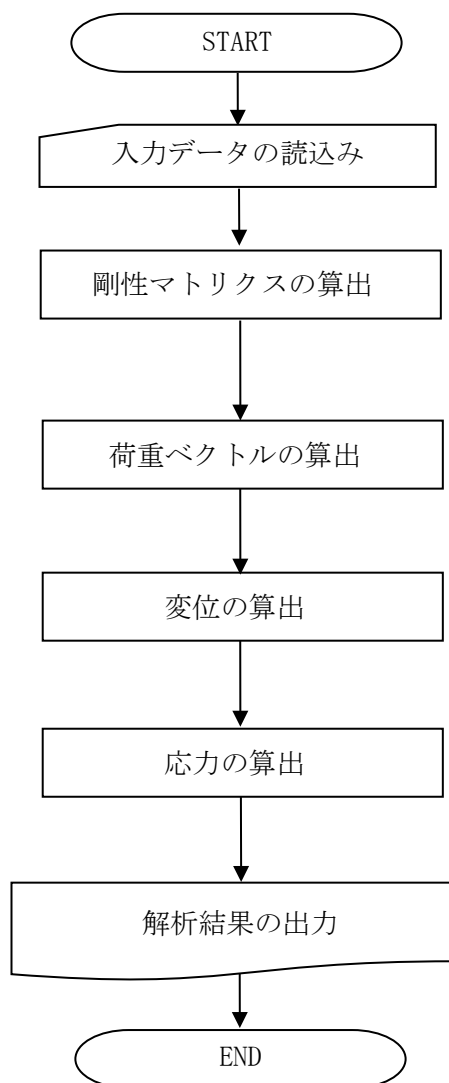 START
入力データの読込み
剛性マトリクスの算出
荷重ベクトルの算出
変位の算出
応力の算出
解析結果の出力
END